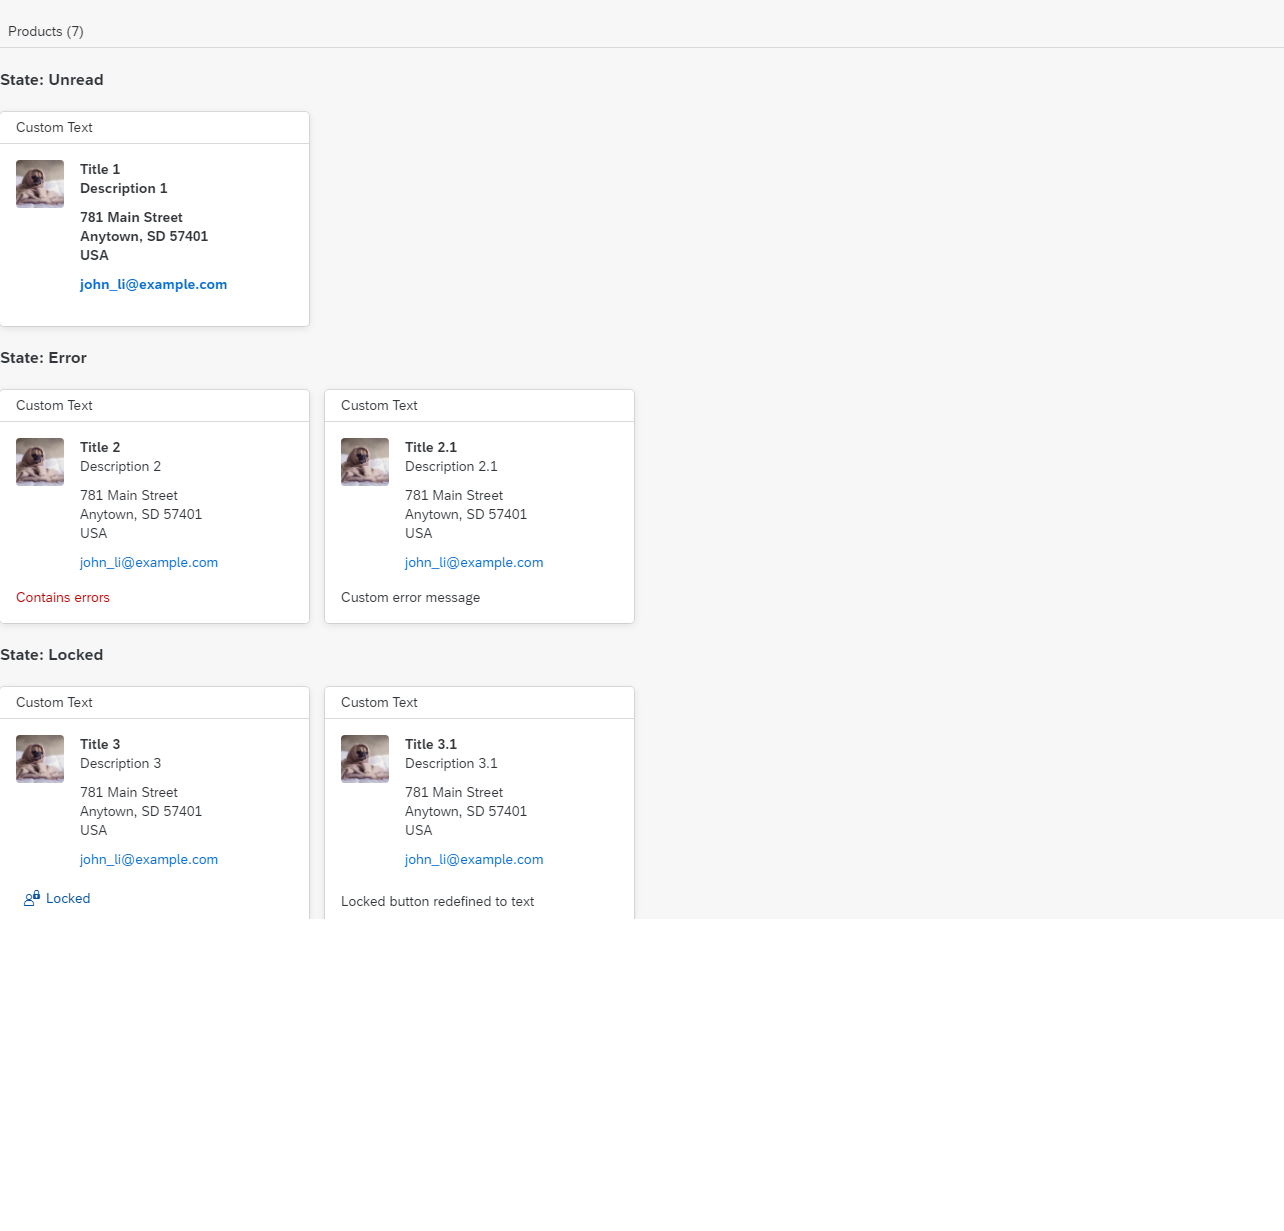 Products (7)
State: Unread
Custom Text
Title 1
Description 1
781 Main Street
Anytown, SD 57401
USA
john_li@example.com
State: Error
Custom Text
Title 2
Description 2
781 Main Street
Anytown, SD 57401
USA
john_li@example.com
Contains errors
Custom Text
Title 2.1
Description 2.1
781 Main Street
Anytown, SD 57401
USA
john_li@example.com
Custom error message
State: Locked
Custom Text
Title 3
Description 3
781 Main Street
Anytown, SD 57401
USA
john_li@example.com
Locked
Custom Text
Title 3.1
Description 3.1
781 Main Street
Anytown, SD 57401
USA
john_li@example.com
Locked button redefined to text